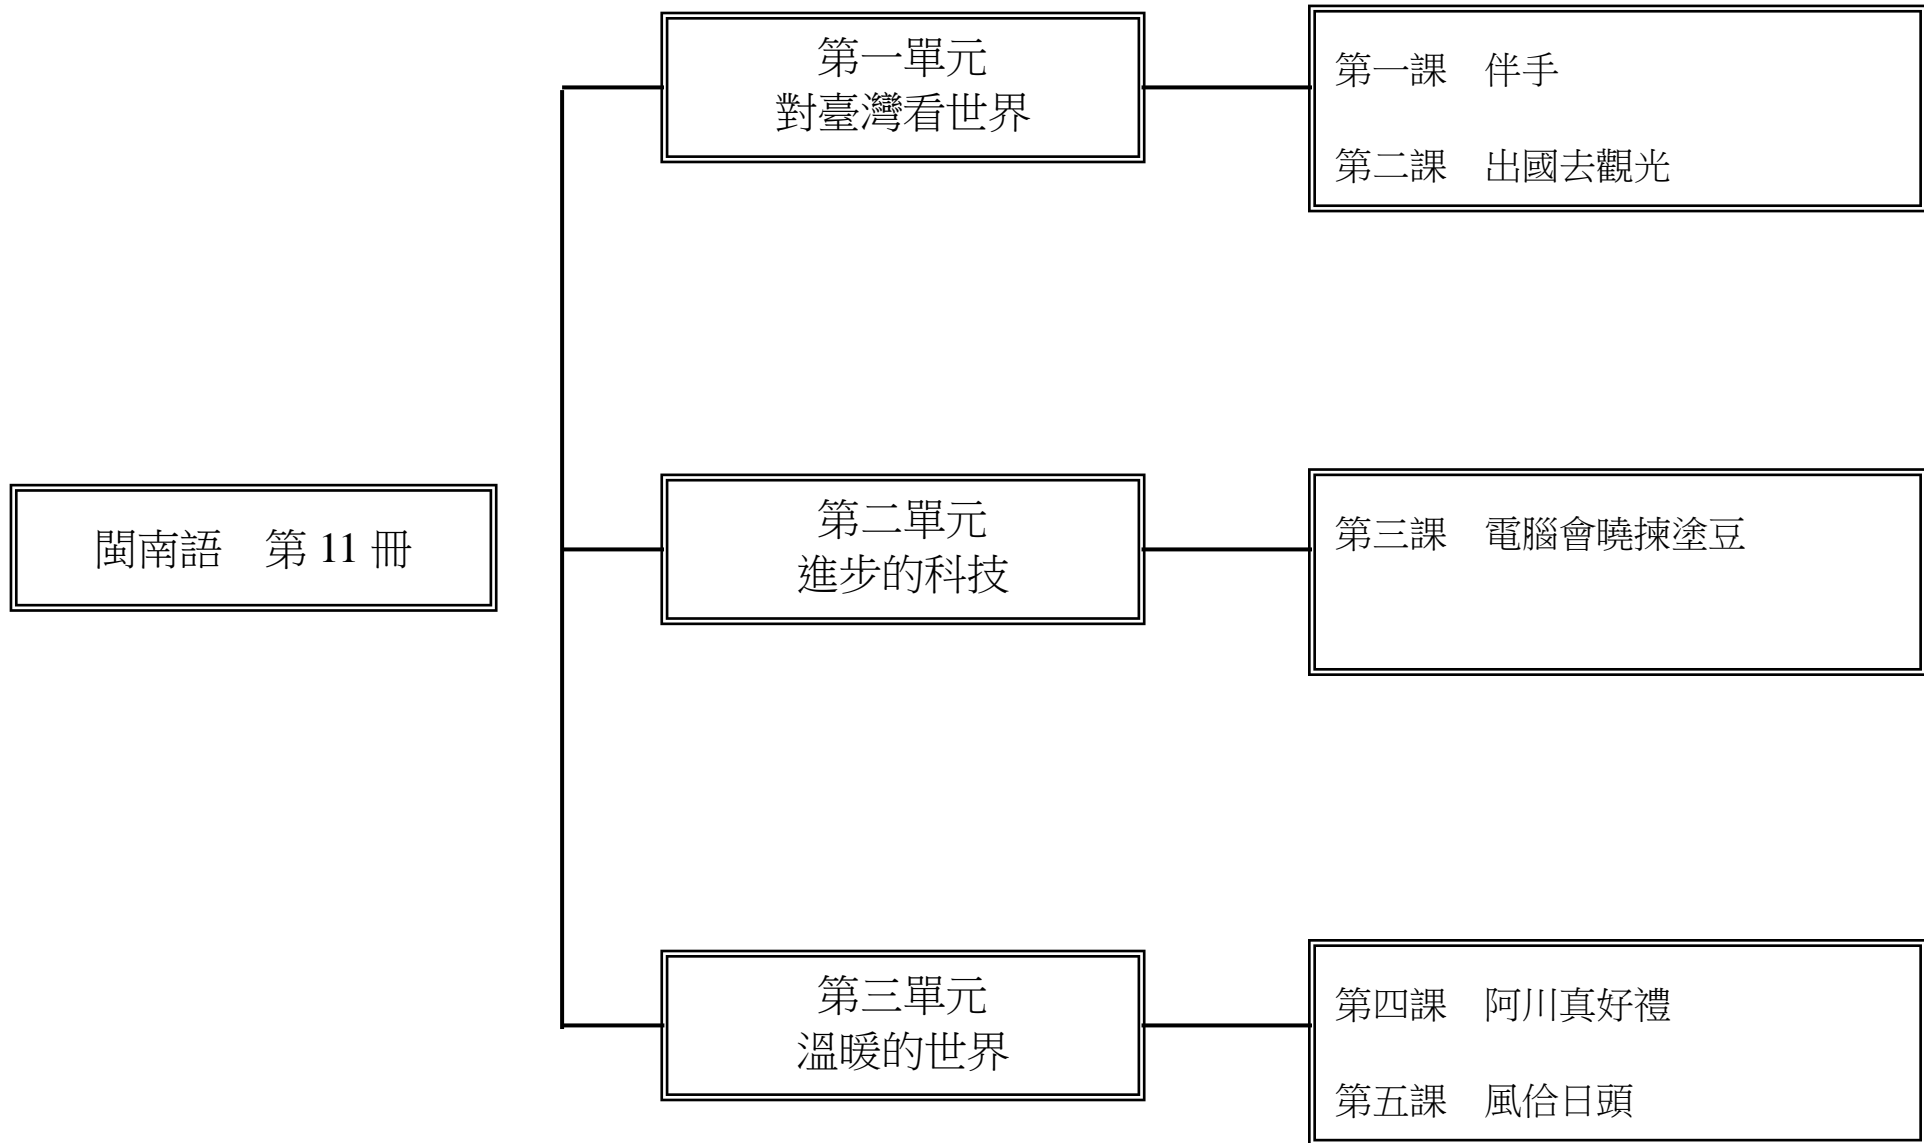 第一單元
對臺灣看世界
第一課　伴手
第二課　出國去觀光
閩南語　第 11 冊
第二單元
進步的科技
第三課　電腦會曉揀塗豆
第三單元
溫暖的世界
第四課　阿川真好禮
第五課　風佮日頭